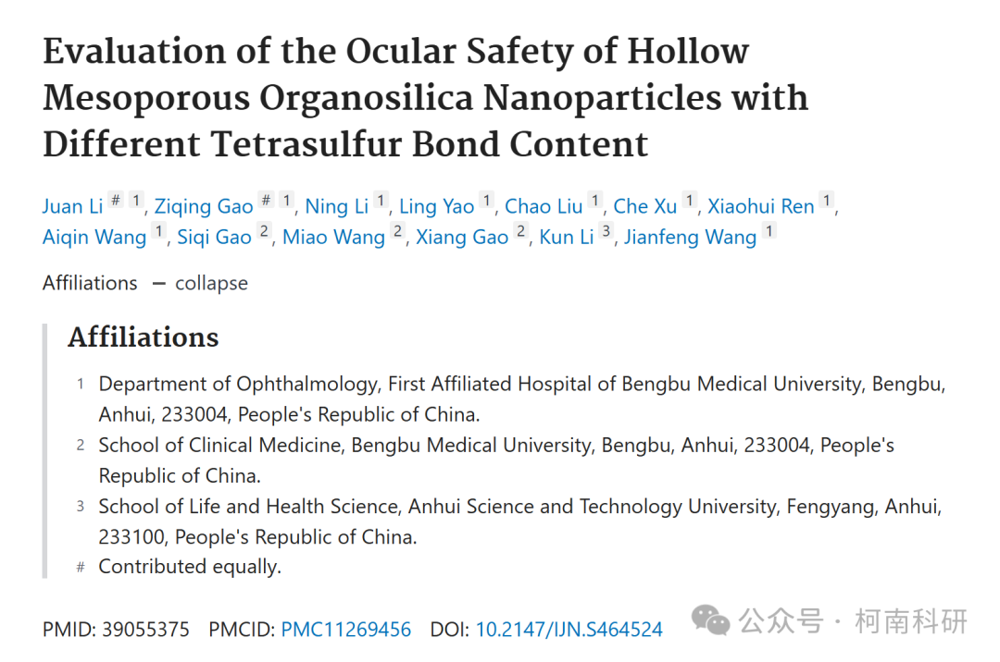 Evaluation of the Ocular Safety of Hollow
Mesoporous Organosilica Nanoparticles with
Different Tetrasulfur Bond Content
Juan Li # 1, Ziqing Gao # 1, Ning Li 1, Ling Yao 1, Chao Liu 1, Che Xu 1, Xiaohui Ren 1,
Aiqin Wang 1, Siqi Gao 2, Miao Wang 2, Xiang Gao 2, Kun Li 3, Jianfeng Wang 1
Affiliations — collapse
Affiliations
1 Department of Ophthalmology, First Affiliated Hospital of Bengbu Medical University, Bengbu,
Anhui, 233004, People's Republic of China.
2 School of Clinical Medicine, Bengbu Medical University, Bengbu, Anhui, 233004, People's
Republic of China.
3 School of Life and Health Science, Anhui Science and Technology University, Fengyang, Anhui,
233100, People's Republic of China.
# Contributed equally.
PMID: 39055375 PMCID: PMC11269456 DOI: 10.2147/IJN.S464524
公众号 · 柯南科研